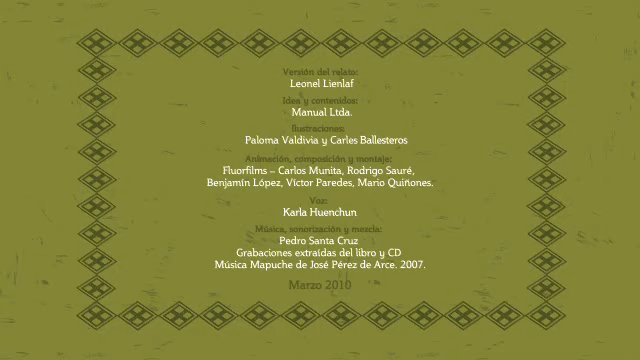 Versión del relato:
Leonel Lienlaf
Idea y contenidos:
Manual Ltda.
Ilustraciones:
Paloma Valdivia y Carles Ballesteros
Animación, composición y montaje:
Fluorfilms – Carlos Munita, Rodrigo Sauré,
Benjamín López, Víctor Paredes, Mario Quiñones.
Voz:
Karla Huenchun
Música, sonorización y mezcla:
Pedro Santa Cruz
Grabaciones extraídas del libro y CD
Música Mapuche de José Pérez de Arce. 2007.
Marzo 2010